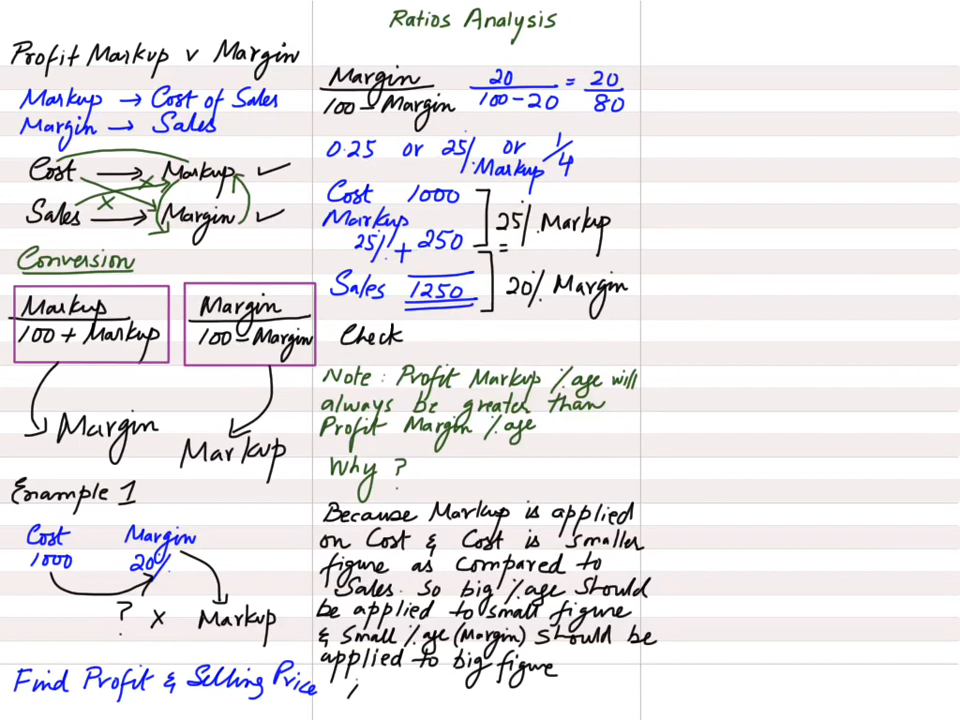 Ratios Analysis
Profit Markup v Margin
Markup → Cost of Sales
Margin → Sales
Cost → Markup ✓
Sales → Margin ✓
x
x
Conversion
Markup
100 + Markup
Margin
100 - Margin
Margin
Markup
Example 1
Cost Margin
1000 20%
? x Markup
Find Profit & Selling Price
Margin 20 = 20
100 - Margin 100 - 20 80
0.25 or 25% or 1/4
Markup
Cost 1000
Markup
25% + 250
25% Markup
=
Sales 1250
20% Margin
Check
Note : Profit Markup %age will
always be greater than
Profit Margin %age
Why ?
Because Markup is applied
on Cost & Cost is smaller
figure as compared to
Sales. So big %age should
be applied to small figure
& small %age (Margin) should be
applied to big figure